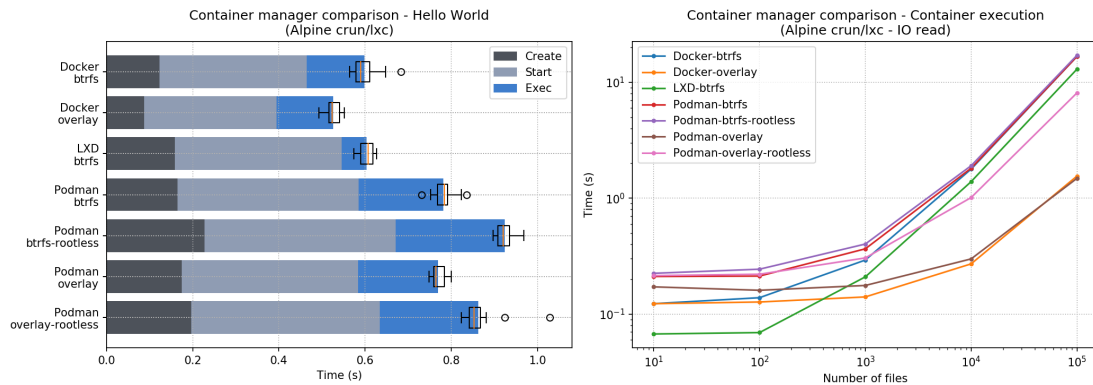 Container manager comparison - Hello World
(Alpine crun/lxc)
Docker
btrfs
Docker
overlay
LXD
btrfs
Podman
btrfs
Podman
btrfs-rootless
Podman
overlay
Podman
overlay-rootless
Create
Start
Exec
0.0 0.2 0.4 0.6 0.8 1.0
Time (s)
Container manager comparison - Container execution
(Alpine crun/lxc - IO read)
Docker-btrfs
Docker-overlay
LXD-btrfs
Podman-btrfs
Podman-btrfs-rootless
Podman-overlay
Podman-overlay-rootless
10¹
10⁰
10⁻¹
Time (s)
10¹ 10² 10³ 10⁴ 10⁵
Number of files